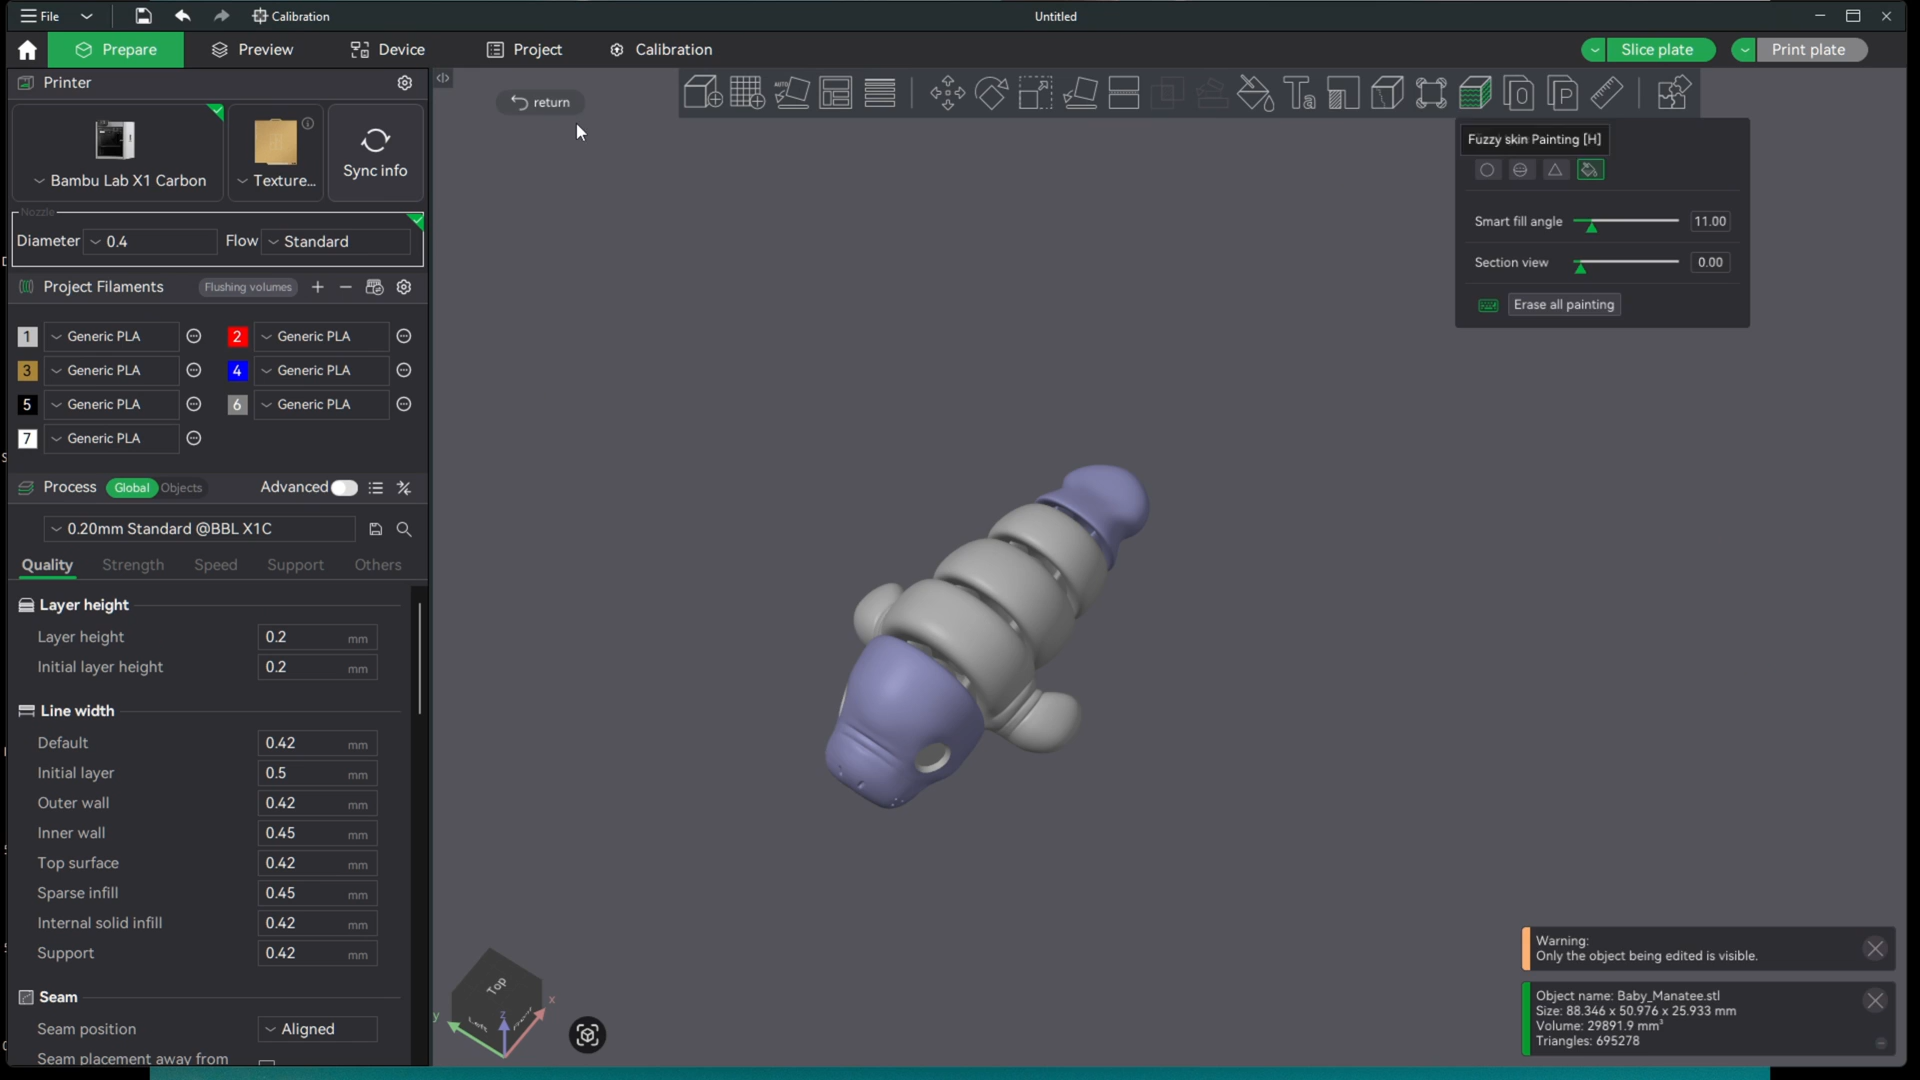 File
Calibration
Untitled
Prepare
Preview
Device
Project
Calibration
Slice plate
Print plate
Printer
return
Bambu Lab X1 Carbon
Texture...
Sync info
Nozzle
Diameter
0.4
Flow
Standard
Project Filaments
Flushing volumes
1 Generic PLA
2 Generic PLA
3 Generic PLA
4 Generic PLA
5 Generic PLA
6 Generic PLA
7 Generic PLA
Process
Global
Objects
Advanced
0.20mm Standard @BBL X1C
Quality
Strength
Speed
Support
Others
Layer height
Layer height 0.2 mm
Initial layer height 0.2 mm
Line width
Default 0.42 mm
Initial layer 0.5 mm
Outer wall 0.42 mm
Inner wall 0.45 mm
Top surface 0.42 mm
Sparse infill 0.45 mm
Internal solid infill 0.42 mm
Support 0.42 mm
Seam
Seam position Aligned
Seam placement away from
Fuzzy skin Painting [H]
Smart fill angle 11.00
Section view 0.00
Erase all painting
Top
Left
x
y
z
Warning:
Only the object being edited is visible.
Object name: Baby_Manatee.stl
Size: 88.346 x 50.976 x 25.933 mm
Volume: 29891.9 mm³
Triangles: 695278